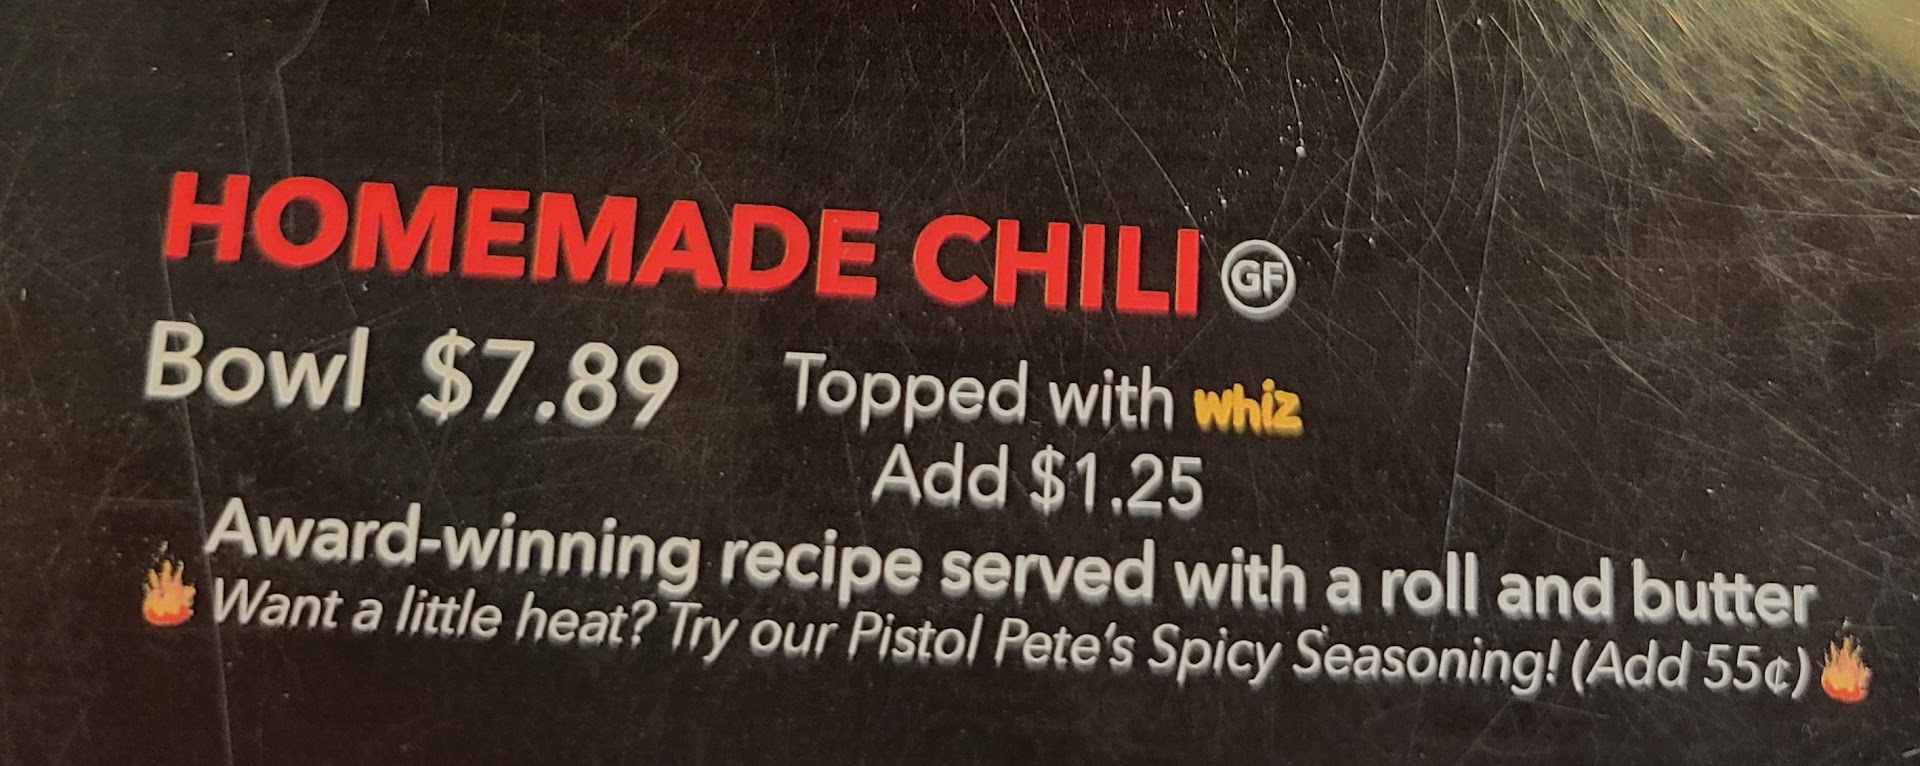 HOMEMADE CHILI GF
Bowl $7.89 Topped with whiz
Add $1.25
Award-winning recipe served with a roll and butter
Want a little heat? Try our Pistol Pete's Spicy Seasoning! (Add 55¢)